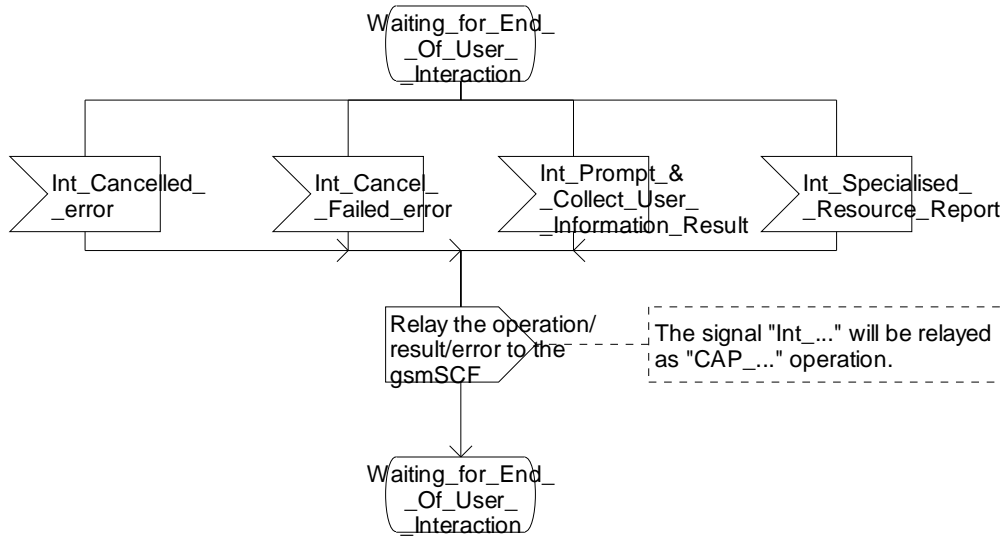 Waiting_for_End_
_Of_User_
_Interaction
Int_Cancelled_
_error
Int_Cancel_
_Failed_error
Int_Prompt_&
_Collect_User_
_Information_Result
Int_Specialised_
_Resource_Report
Relay the operation/
result/error to the
gsmSCF
The signal "Int_..." will be relayed
as "CAP_..." operation.
Waiting_for_End_
_Of_User_
_Interaction